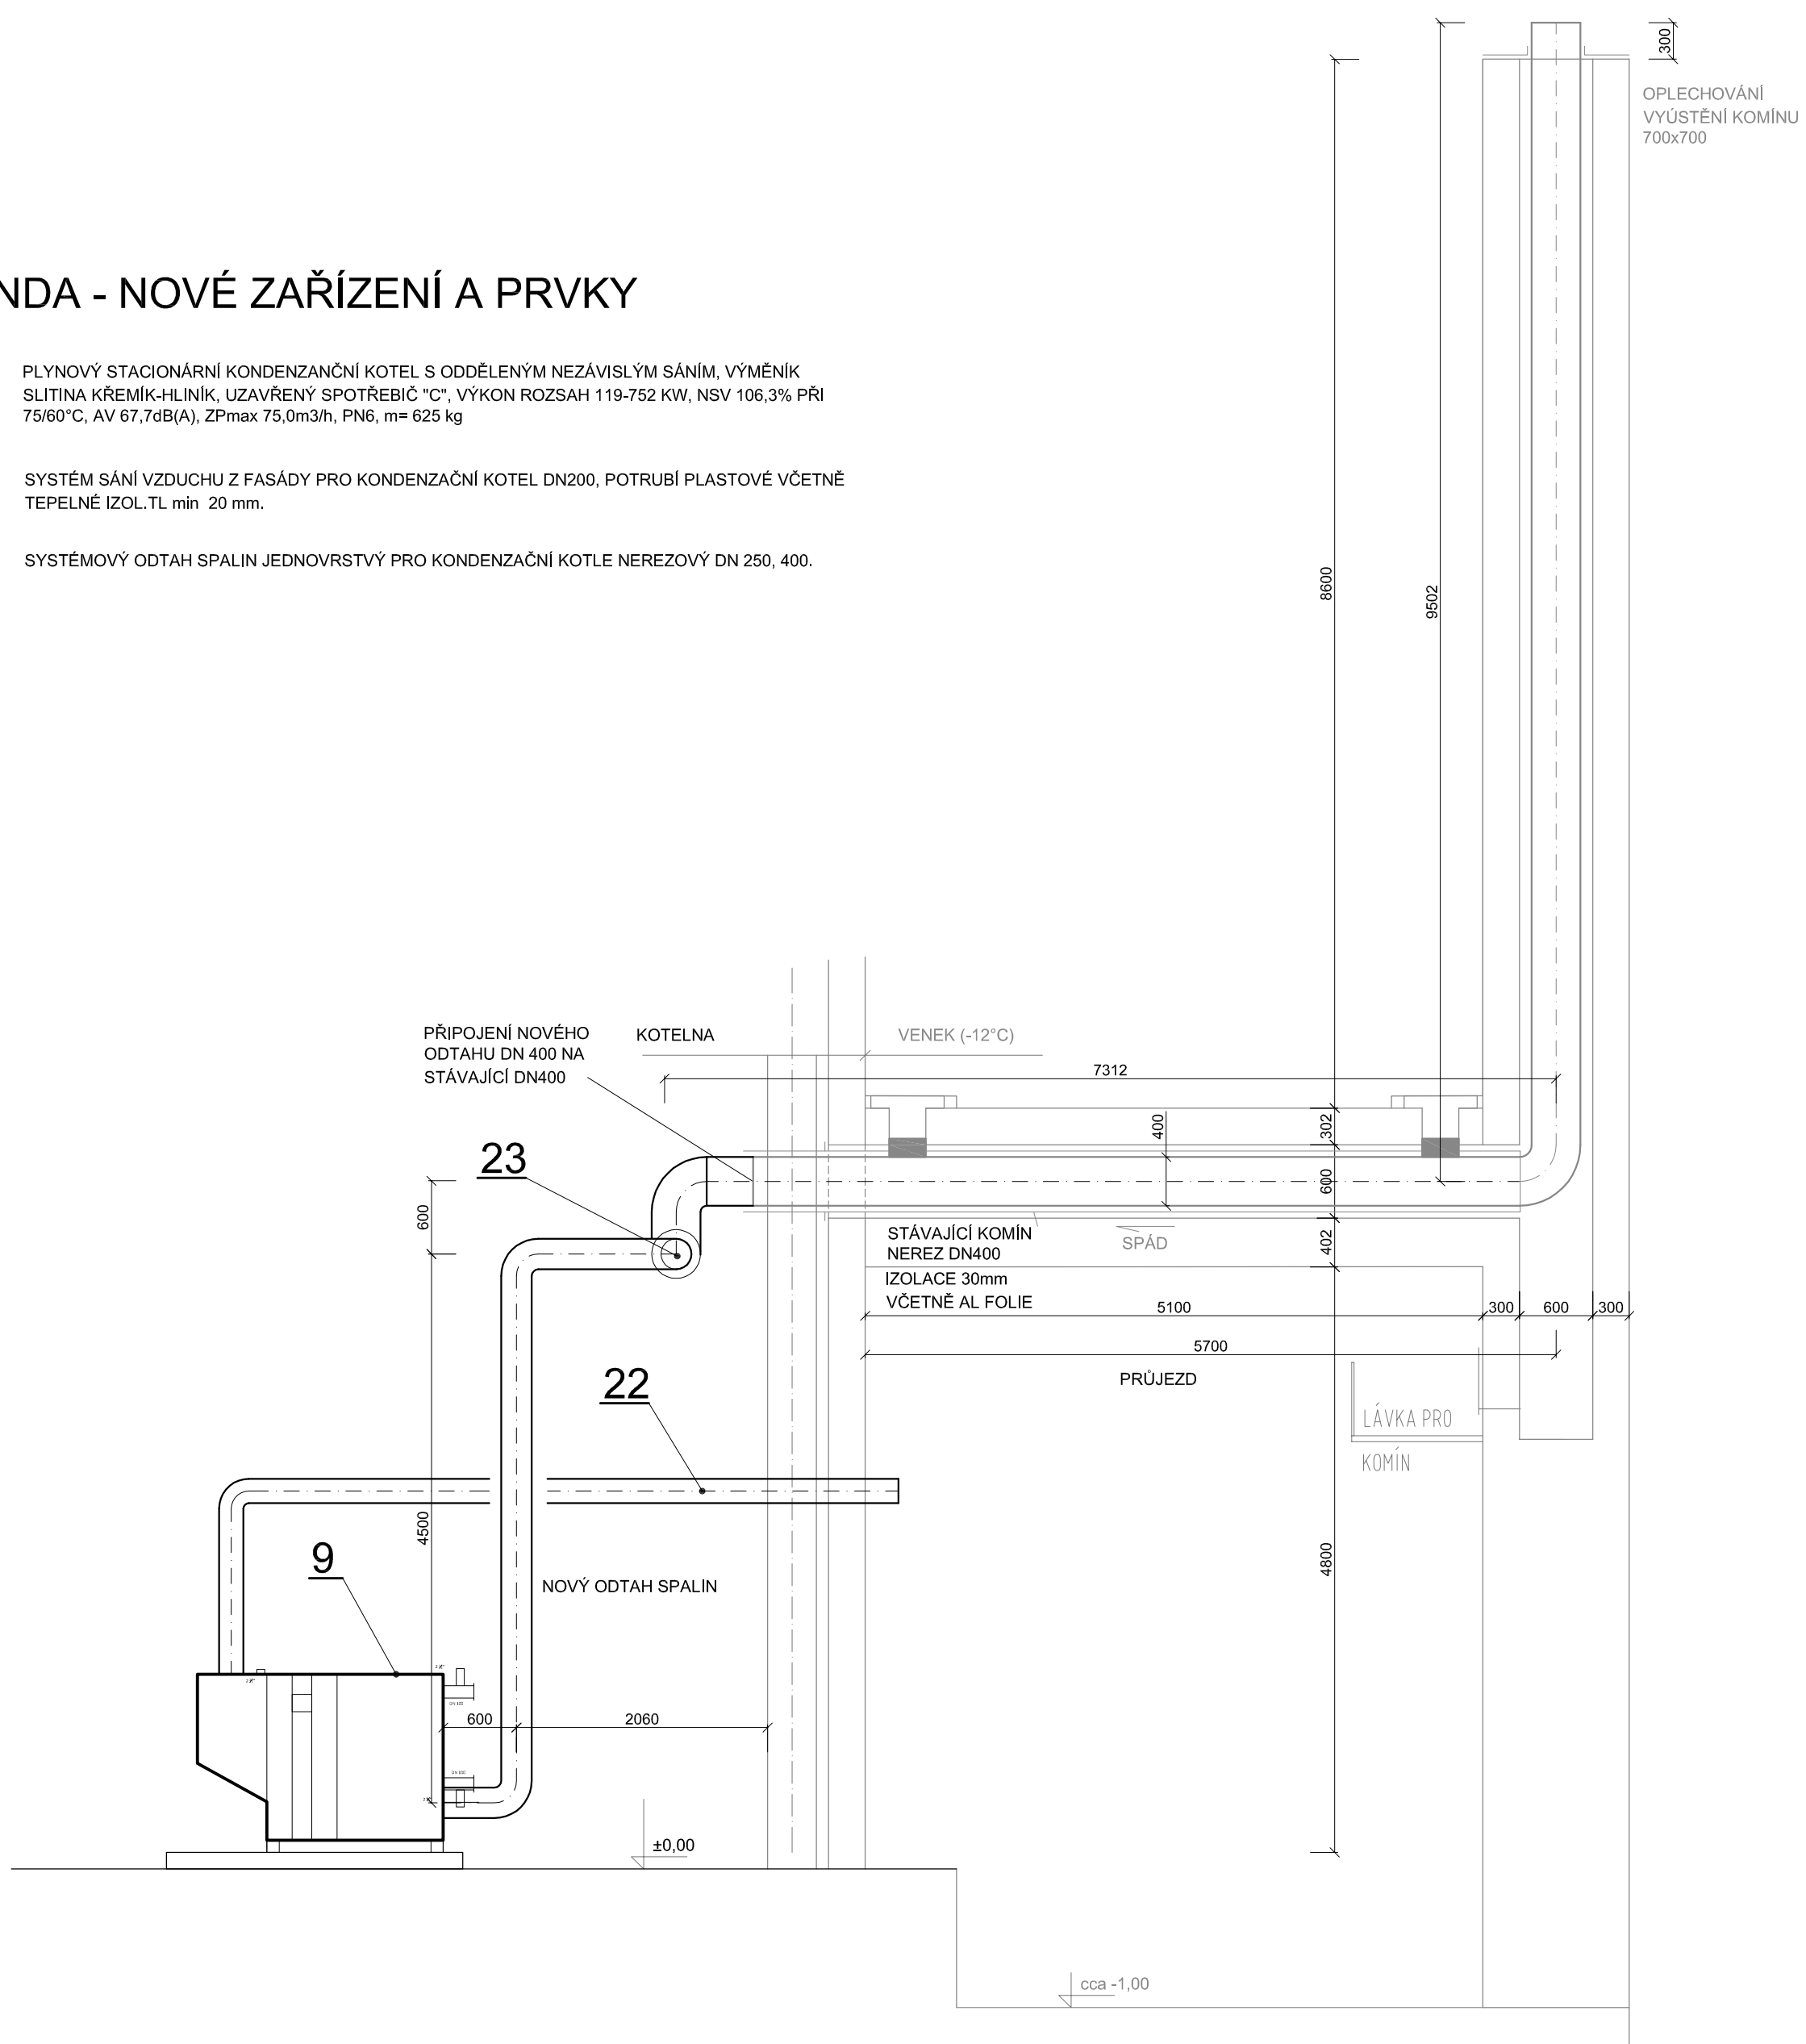 300
OPLECHOVÁNÍ
VYÚSTĚNÍ KOMÍNU
700x700
NDA - NOVÉ ZAŘÍZENÍ A PRVKY
PLYNOVÝ STACIONÁRNÍ KONDENZANČNÍ KOTEL S ODDĚLENÝM NEZÁVISLÝM SÁNÍM, VÝMĚNÍK
SLITINA KŘEMÍK-HLINÍK, UZAVŘENÝ SPOTŘEBIČ "C", VÝKON ROZSAH 119-752 KW, NSV 106,3% PŘI
75/60°C, AV 67,7dB(A), ZPmax 75,0m3/h, PN6, m= 625 kg
SYSTÉM SÁNÍ VZDUCHU Z FASÁDY PRO KONDENZAČNÍ KOTEL DN200, POTRUBÍ PLASTOVÉ VČETNĚ
TEPELNÉ IZOL.TL min 20 mm.
SYSTÉMOVÝ ODTAH SPALIN JEDNOVRSTVÝ PRO KONDENZAČNÍ KOTLE NEREZOVÝ DN 250, 400.
8600
9502
PŘIPOJENÍ NOVÉHO
ODTAHU DN 400 NA
STÁVAJÍCÍ DN400
KOTELNA
VENEK (-12°C)
7312
400
302
23
600
600
STÁVAJÍCÍ KOMÍN
NEREZ DN400
SPÁD
402
IZOLACE 30mm
VČETNĚ AL FOLIE
5100
300
600
300
5700
PRŮJEZD
22
LÁVKA PRO
KOMÍN
4500
9
4800
NOVÝ ODTAH SPALIN
DN 100
600
2060
DN 100
±0,00
cca -1,00